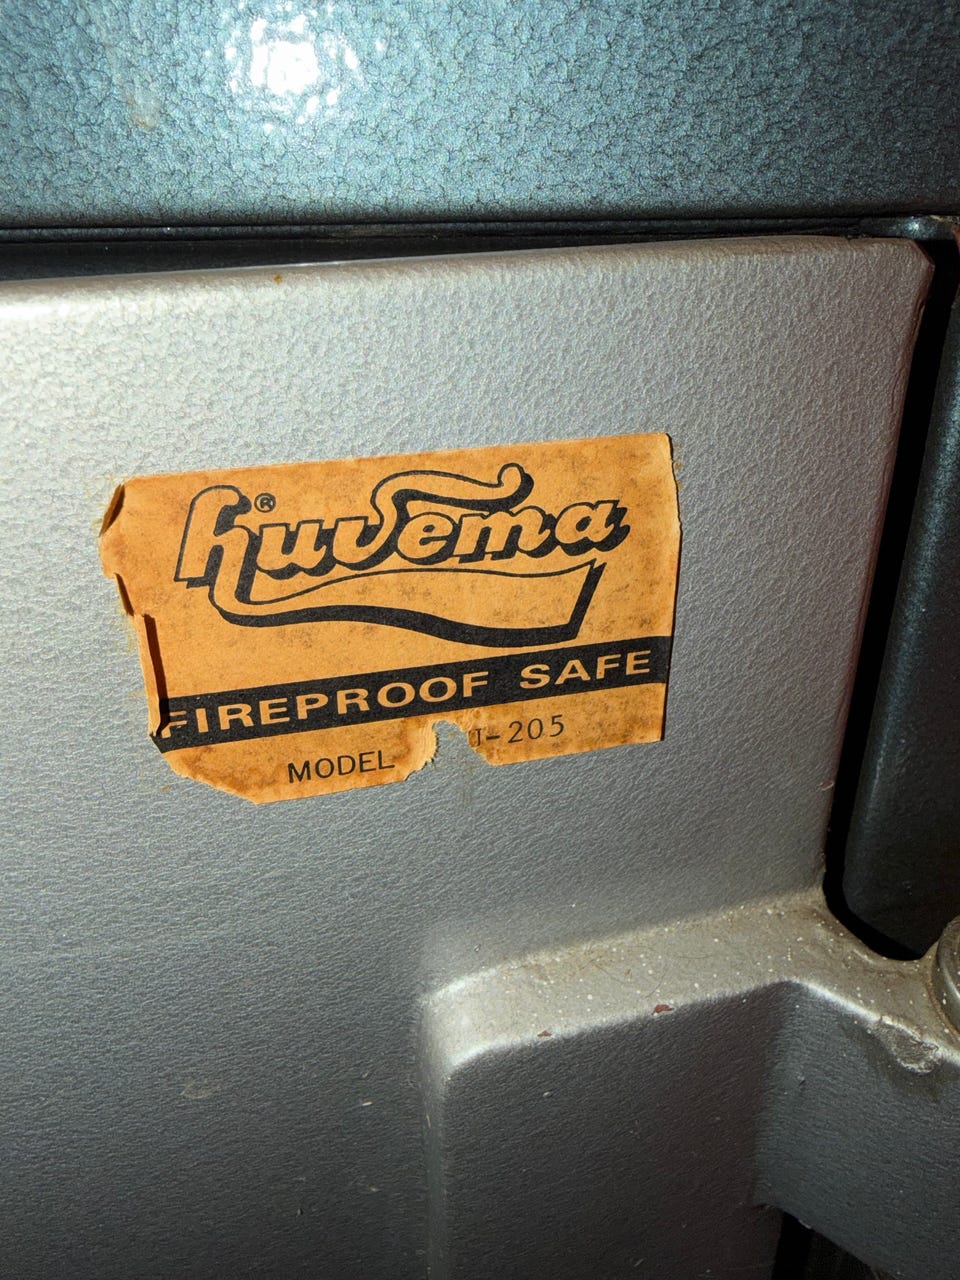 huvema®
FIREPROOF SAFE
MODEL J-205